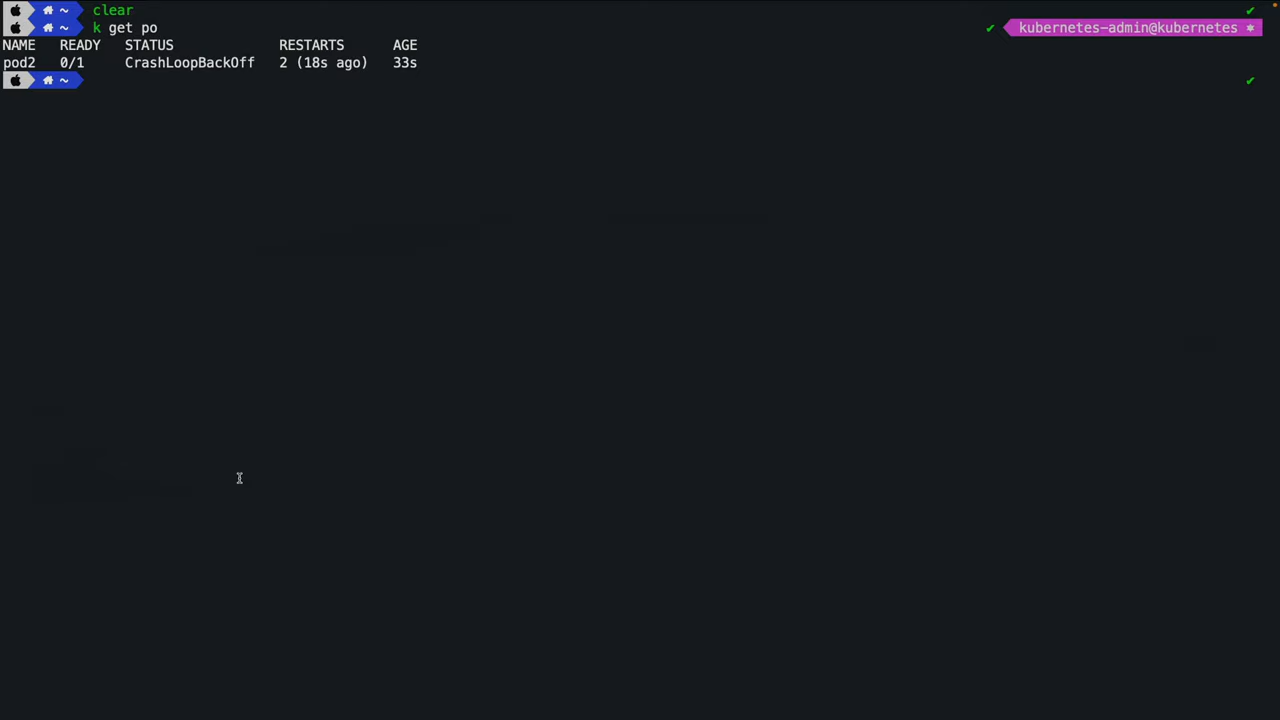 ~ clear ✔
~ k get po ✔ kubernetes-admin@kubernetes
NAME READY STATUS RESTARTS AGE
pod2 0/1 CrashLoopBackOff 2 (18s ago) 33s
~ ✔